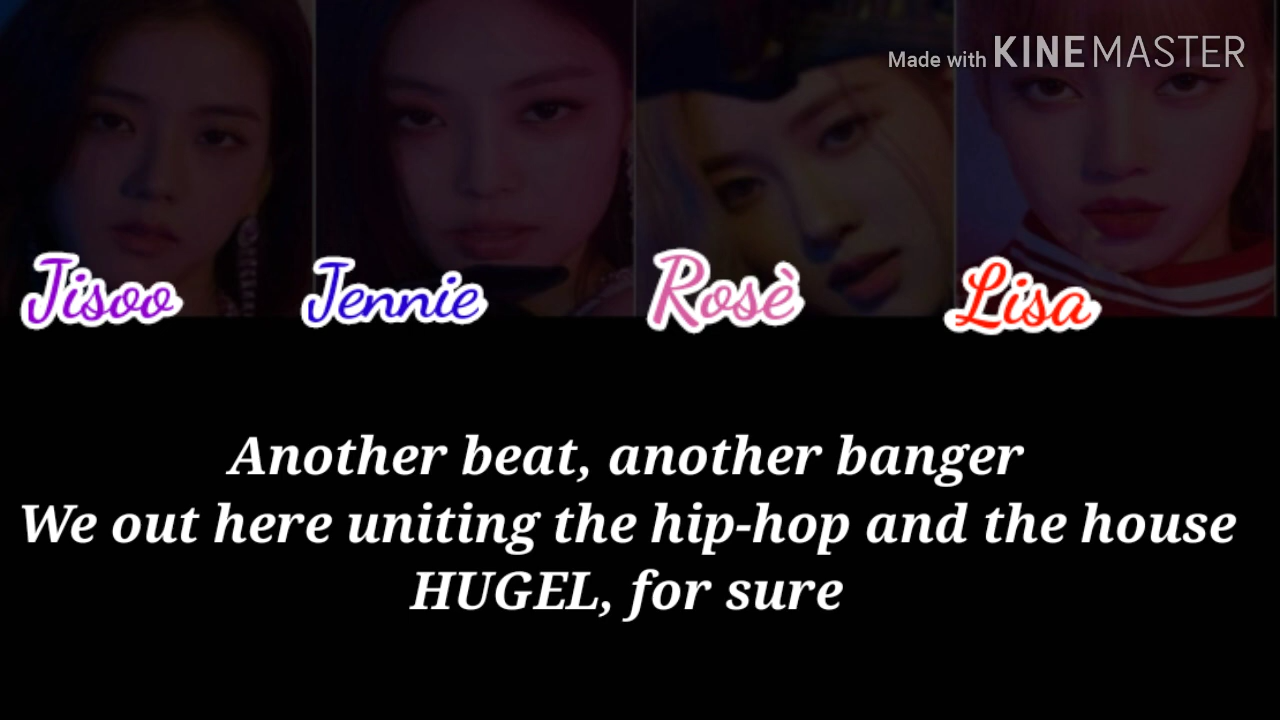 Made with KINEMASTER
Jisoo Jennie Rosè Lisa
Another beat, another banger
We out here uniting the hip-hop and the house
HUGEL, for sure